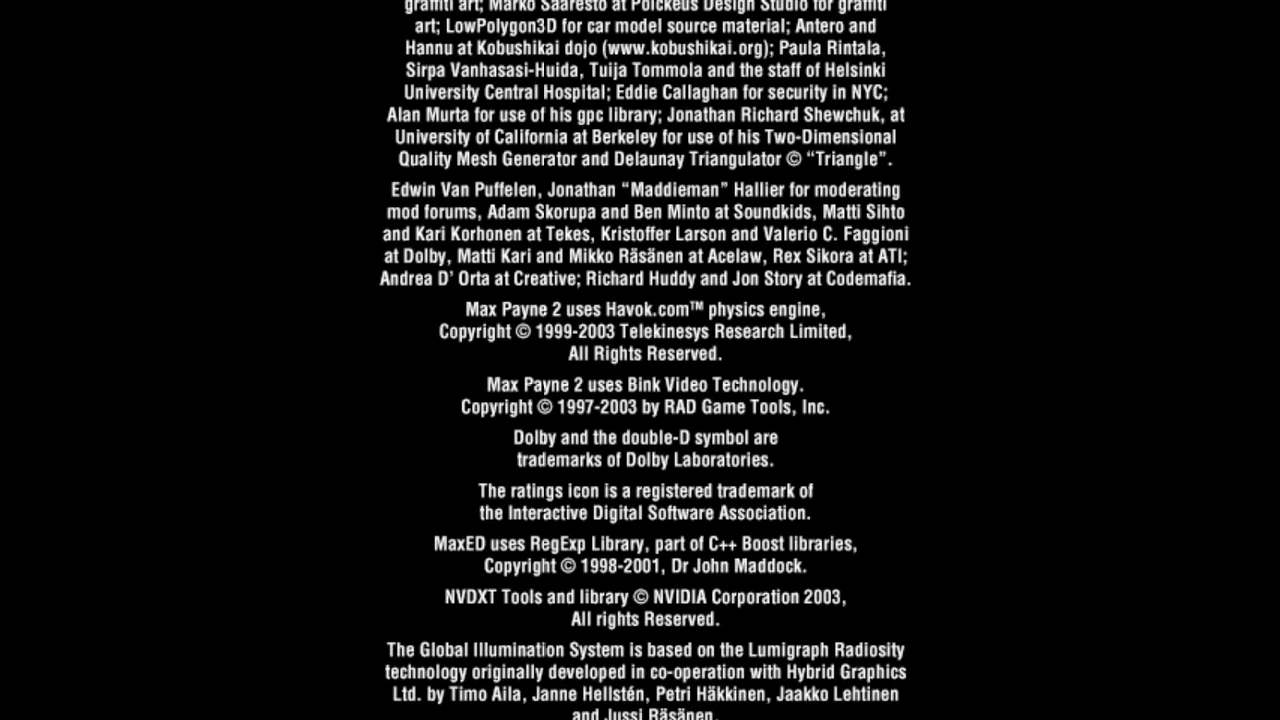 graffiti art; Marko Saaresto at Poickeus Design Studio for graffiti
art; LowPolygon3D for car model source material; Antero and
Hannu at Kobushikai dojo (www.kobushikai.org); Paula Rintala,
Sirpa Vanhasasi-Huida, Tuija Tommola and the staff of Helsinki
University Central Hospital; Eddie Callaghan for security in NYC;
Alan Murta for use of his gpc library; Jonathan Richard Shewchuk, at
University of California at Berkeley for use of his Two-Dimensional
Quality Mesh Generator and Delaunay Triangulator © “Triangle”.
Edwin Van Puffelen, Jonathan “Maddieman” Hallier for moderating
mod forums, Adam Skorupa and Ben Minto at Soundkids, Matti Sihto
and Kari Korhonen at Tekes, Kristoffer Larson and Valerio C. Faggioni
at Dolby, Matti Kari and Mikko Räsänen at Acelaw, Rex Sikora at ATI;
Andrea D’ Orta at Creative; Richard Huddy and Jon Story at Codemafia.
Max Payne 2 uses Havok.com™ physics engine,
Copyright © 1999-2003 Telekinesys Research Limited,
All Rights Reserved.
Max Payne 2 uses Bink Video Technology.
Copyright © 1997-2003 by RAD Game Tools, Inc.
Dolby and the double-D symbol are
trademarks of Dolby Laboratories.
The ratings icon is a registered trademark of
the Interactive Digital Software Association.
MaxED uses RegExp Library, part of C++ Boost libraries,
Copyright © 1998-2001, Dr John Maddock.
NVDXT Tools and library © NVIDIA Corporation 2003,
All rights Reserved.
The Global Illumination System is based on the Lumigraph Radiosity
technology originally developed in co-operation with Hybrid Graphics
Ltd. by Timo Aila, Janne Hellstén, Petri Häkkinen, Jaakko Lehtinen
and Jussi Räsänen.